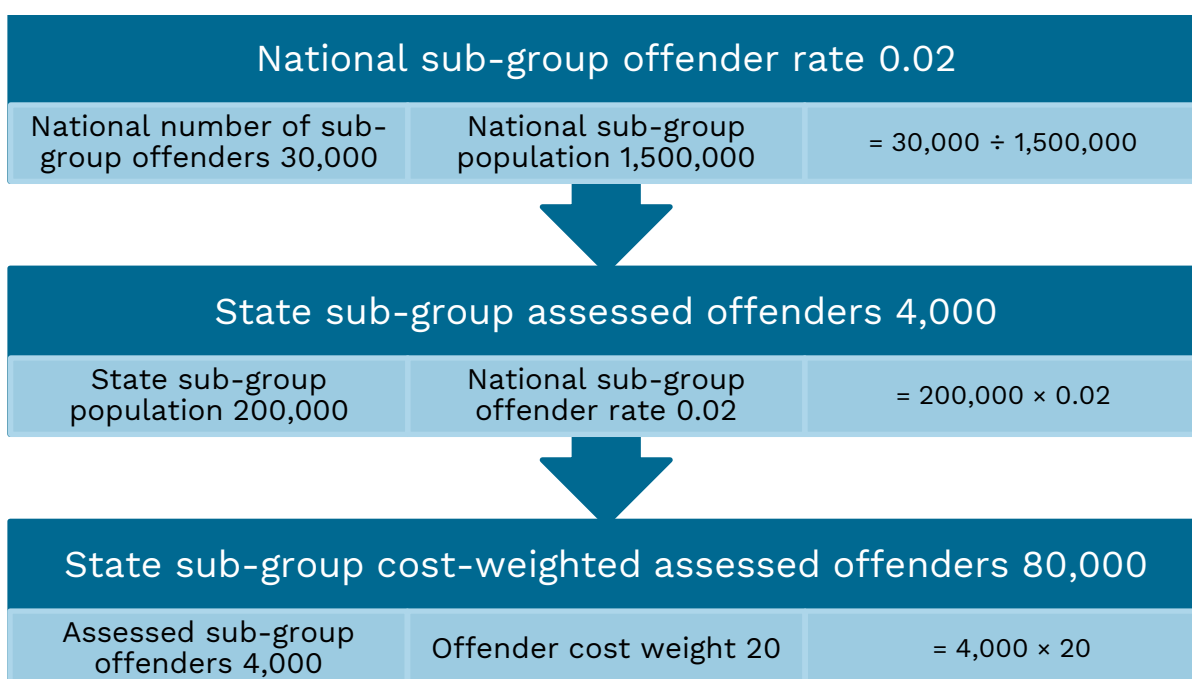 National sub-group offender rate 0.02
National number of sub-
group offenders 30,000
National sub-group
population 1,500,000
= 30,000 ÷ 1,500,000
State sub-group assessed offenders 4,000
State sub-group
population 200,000
National sub-group
offender rate 0.02
= 200,000 × 0.02
State sub-group cost-weighted assessed offenders 80,000
Assessed sub-group
offenders 4,000
Offender cost weight 20
= 4,000 × 20